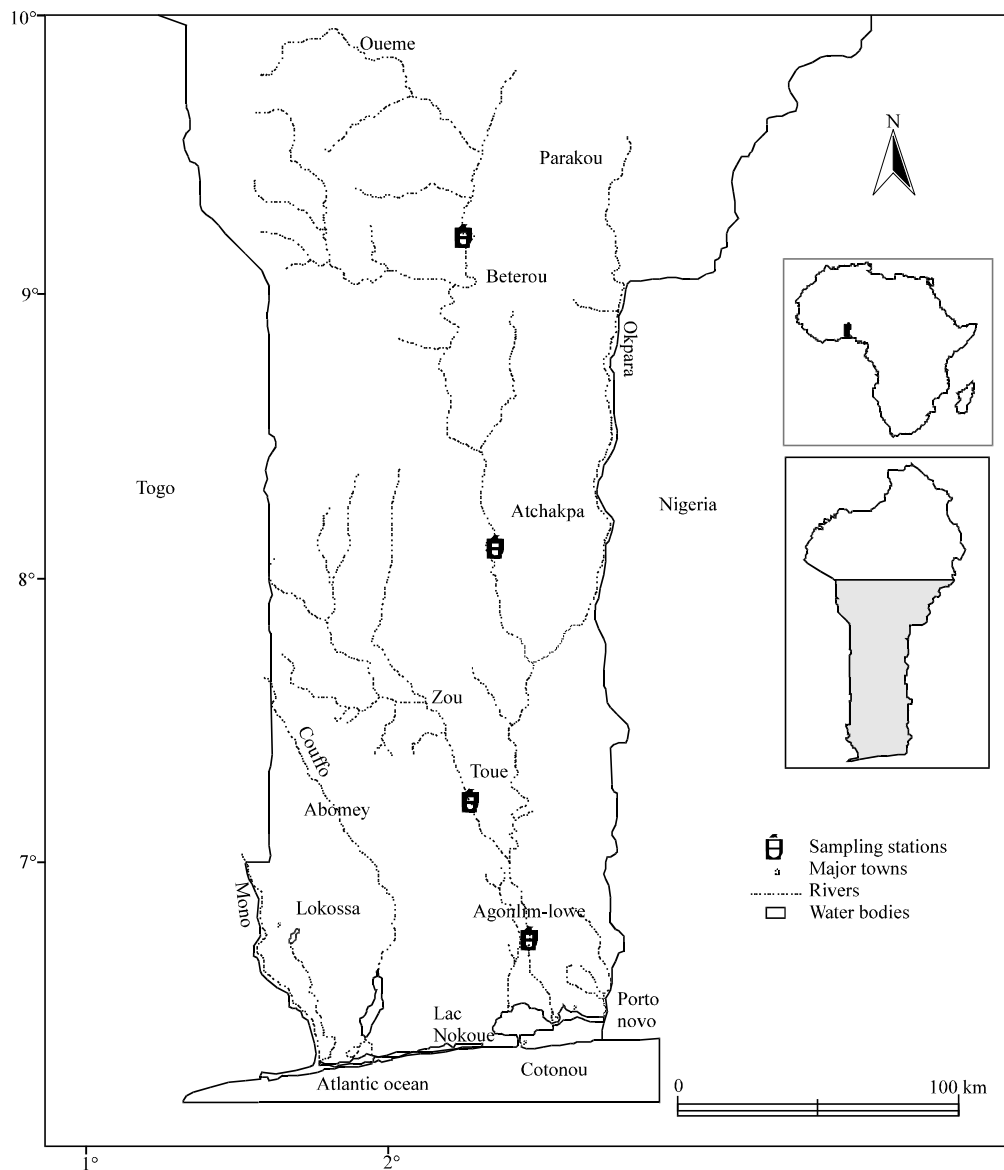 10°
Oueme
N
Parakou
Beterou
9°
Okpara
Togo
Atchakpa
Nigeria
8°
Zou
Couffo
Toue
Abomey
7°
Sampling stations
Major towns
Rivers
Water bodies
Mono
Lokossa
Agonlim-lowe
Lac
Nokoue
Porto
novo
Atlantic ocean
Cotonou
0
100 km
1°
2°